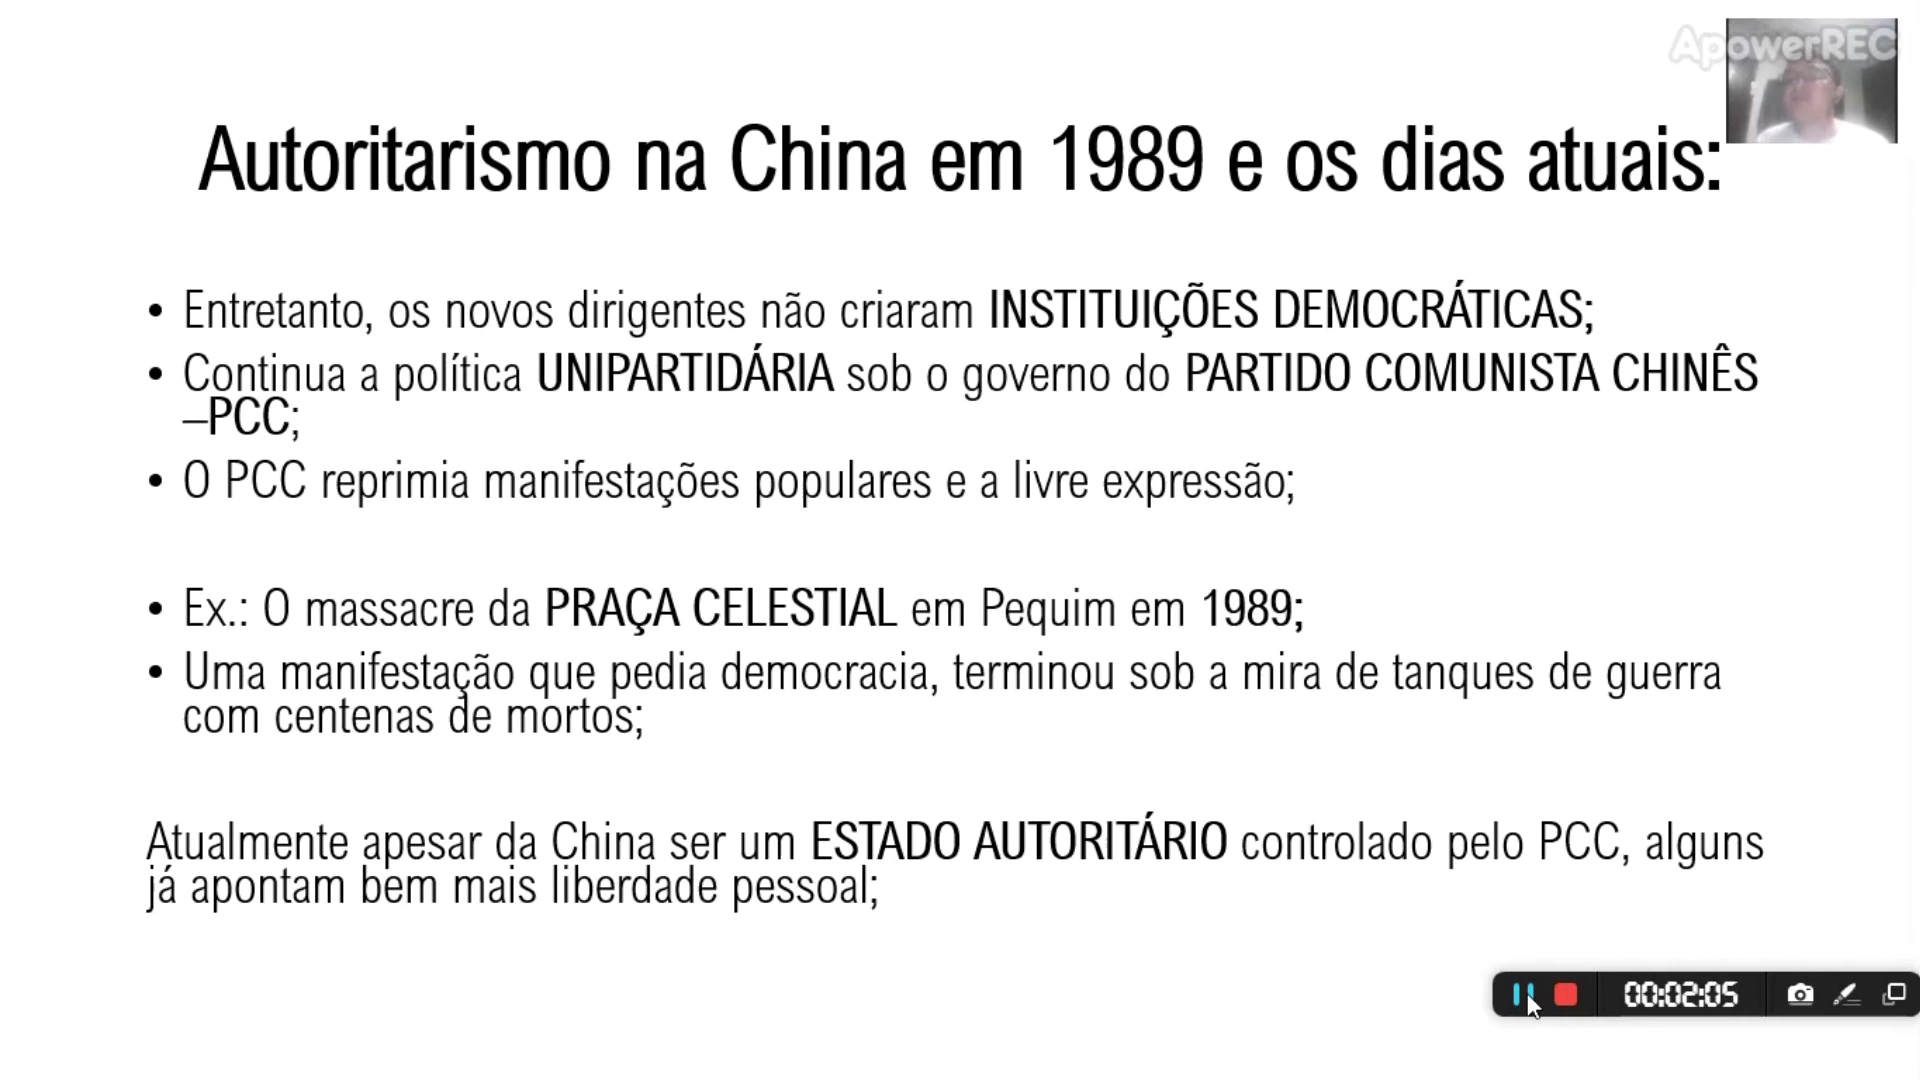 ApowerREC
Autoritarismo na China em 1989 e os dias atuais:
• Entretanto, os novos dirigentes não criaram INSTITUIÇÕES DEMOCRÁTICAS;
• Continua a política UNIPARTIDÁRIA sob o governo do PARTIDO COMUNISTA CHINÊS
–PCC;
• O PCC reprimia manifestações populares e a livre expressão;
• Ex.: O massacre da PRAÇA CELESTIAL em Pequim em 1989;
• Uma manifestação que pedia democracia, terminou sob a mira de tanques de guerra
com centenas de mortos;
Atualmente apesar da China ser um ESTADO AUTORITÁRIO controlado pelo PCC, alguns
já apontam bem mais liberdade pessoal;
00:02:05